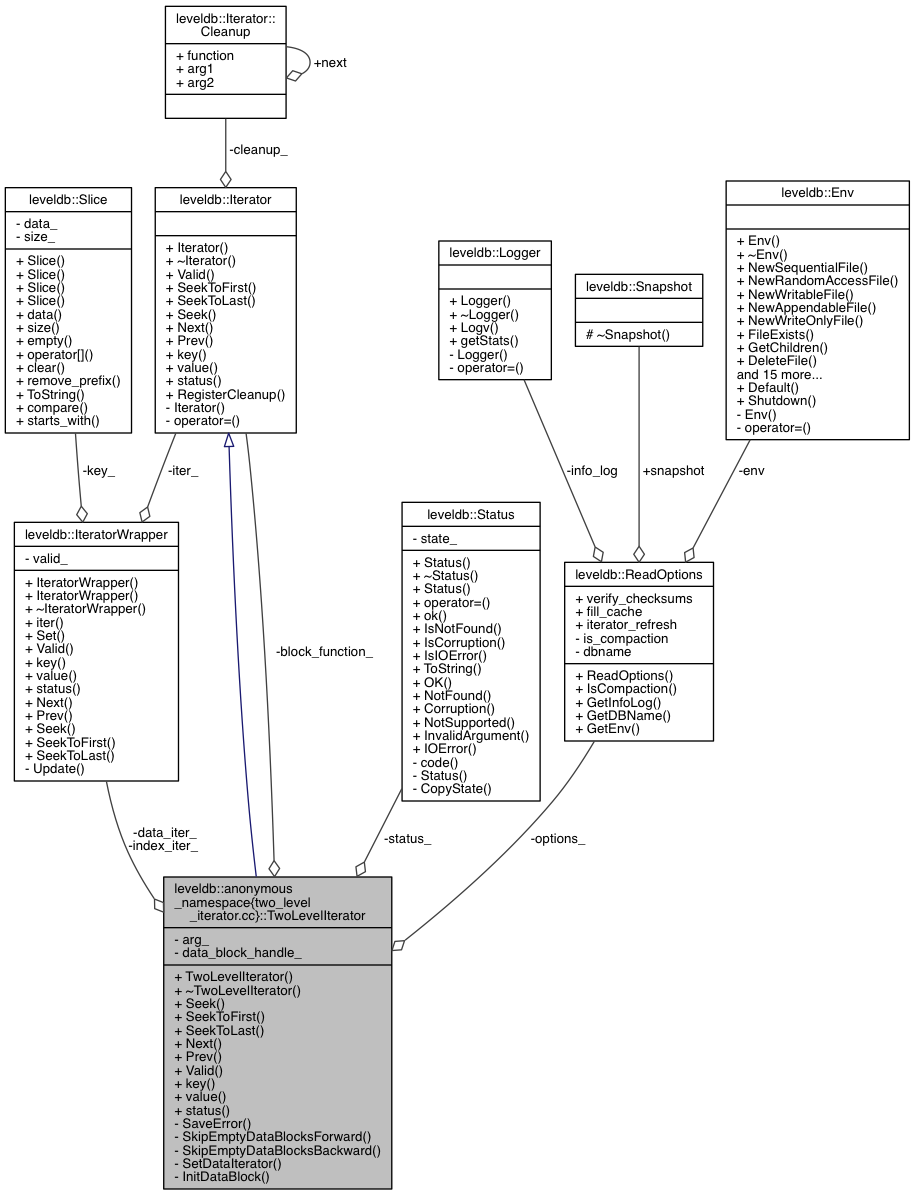 leveldb::Iterator::
Cleanup
+ function
+ arg1
+ arg2
+next
-cleanup_
leveldb::Slice
- data_
- size_
+ Slice()
+ Slice()
+ Slice()
+ Slice()
+ data()
+ size()
+ empty()
+ operator[]()
+ clear()
+ remove_prefix()
+ ToString()
+ compare()
+ starts_with()
leveldb::Iterator
+ Iterator()
+ ~Iterator()
+ Valid()
+ SeekToFirst()
+ SeekToLast()
+ Seek()
+ Next()
+ Prev()
+ key()
+ value()
+ status()
+ RegisterCleanup()
- Iterator()
- operator=()
leveldb::Logger
+ Logger()
+ ~Logger()
+ Logv()
+ getStats()
- Logger()
- operator=()
leveldb::Snapshot
# ~Snapshot()
leveldb::Env
+ Env()
+ ~Env()
+ NewSequentialFile()
+ NewRandomAccessFile()
+ NewWritableFile()
+ NewAppendableFile()
+ NewWriteOnlyFile()
+ FileExists()
+ GetChildren()
+ DeleteFile()
and 15 more...
+ Default()
+ Shutdown()
- Env()
- operator=()
-key_
-iter_
-info_log
+snapshot
-env
leveldb::IteratorWrapper
- valid_
+ IteratorWrapper()
+ IteratorWrapper()
+ ~IteratorWrapper()
+ iter()
+ Set()
+ Valid()
+ key()
+ value()
+ status()
+ Next()
+ Prev()
+ Seek()
+ SeekToFirst()
+ SeekToLast()
- Update()
-block_function_
leveldb::Status
- state_
+ Status()
+ ~Status()
+ Status()
+ operator=()
+ ok()
+ IsNotFound()
+ IsCorruption()
+ IsIOError()
+ ToString()
+ OK()
+ NotFound()
+ Corruption()
+ NotSupported()
+ InvalidArgument()
+ IOError()
- code()
- Status()
- CopyState()
leveldb::ReadOptions
+ verify_checksums
+ fill_cache
+ iterator_refresh
- is_compaction
- dbname
+ ReadOptions()
+ IsCompaction()
+ GetInfoLog()
+ GetDBName()
+ GetEnv()
-data_iter_
-index_iter_
-status_
-options_
leveldb::anonymous
_namespace{two_level
_iterator.cc}::TwoLevelIterator
- arg_
- data_block_handle_
+ TwoLevelIterator()
+ ~TwoLevelIterator()
+ Seek()
+ SeekToFirst()
+ SeekToLast()
+ Next()
+ Prev()
+ Valid()
+ key()
+ value()
+ status()
- SaveError()
- SkipEmptyDataBlocksForward()
- SkipEmptyDataBlocksBackward()
- SetDataIterator()
- InitDataBlock()